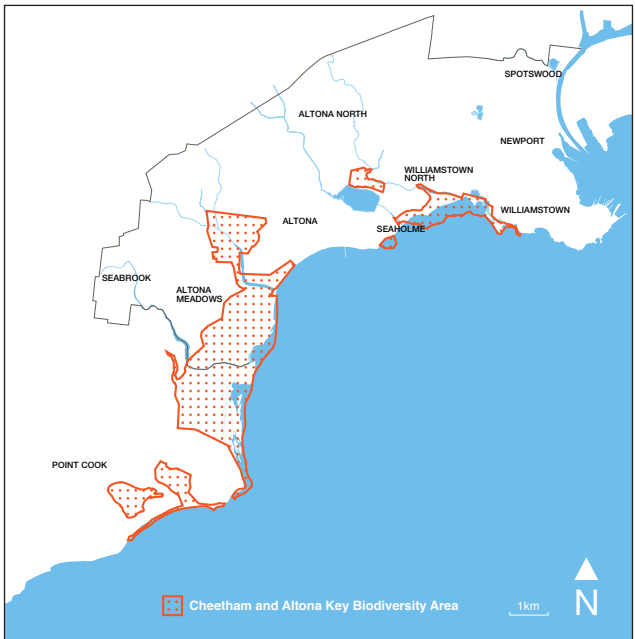 SPOTSWOOD
ALTONA NORTH
NEWPORT
WILLIAMSTOWN
NORTH
WILLIAMSTOWN
ALTONA
SEAHOLME
SEABROOK
ALTONA
MEADOWS
POINT COOK
Cheetham and Altona Key Biodiversity Area
1km
N